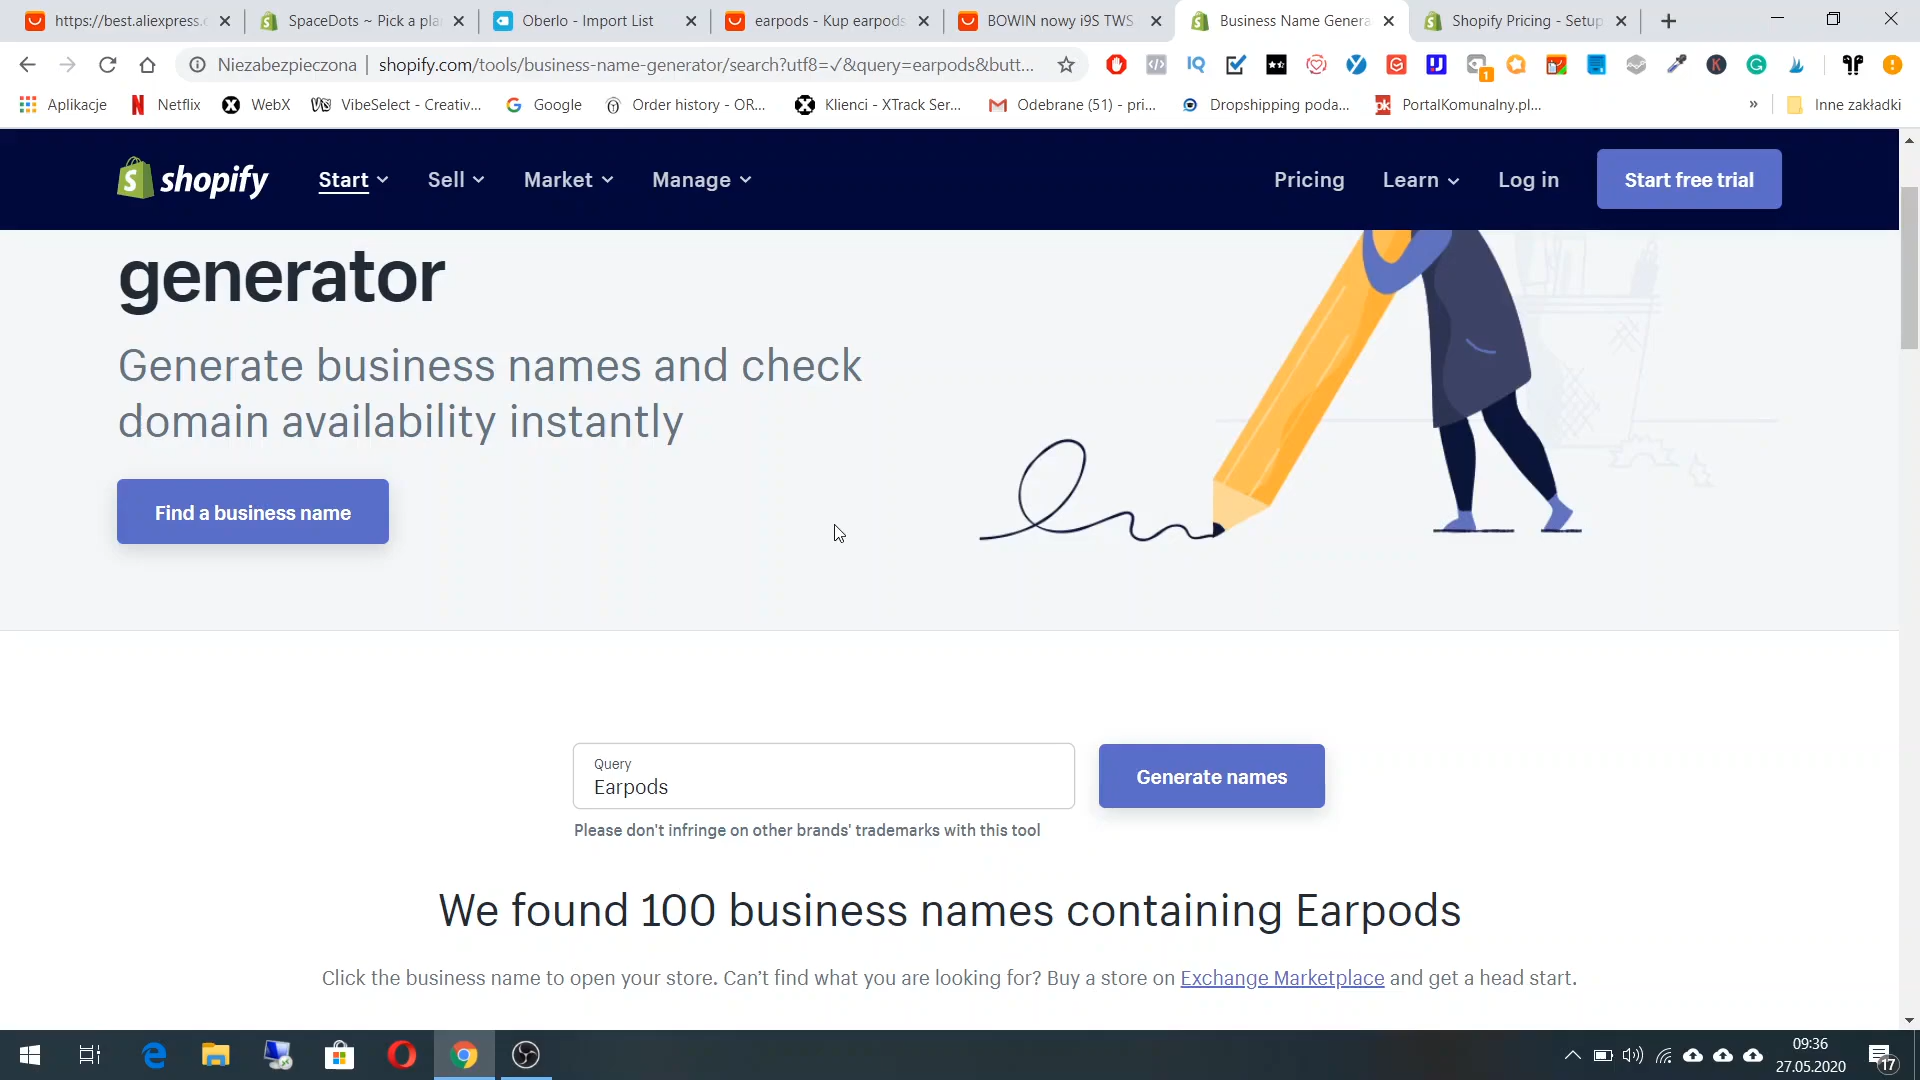 https://best.aliexpress.c
SpaceDots ~ Pick a pla
Oberlo - Import List
earpods - Kup earpods
BOWIN nowy i9S TWS
Business Name Genera
Shopify Pricing - Setup
Niezabezpieczona
shopify.com/tools/business-name-generator/search?utf8=✓&query=earpods&butt...
Aplikacje
Netflix
WebX
VibeSelect - Creativ...
Google
Order history - OR...
Klienci - XTrack Ser...
Odebrane (51) - pri...
Dropshipping poda...
PortalKomunalny.pl...
»
Inne zakładki
shopify
Start
Sell
Market
Manage
Pricing
Learn
Log in
Start free trial
generator
Generate business names and check
domain availability instantly
Find a business name
Query
Earpods
Generate names
Please don't infringe on other brands' trademarks with this tool
We found 100 business names containing Earpods
Click the business name to open your store. Can't find what you are looking for? Buy a store on Exchange Marketplace and get a head start.
09:36
27.05.2020
17